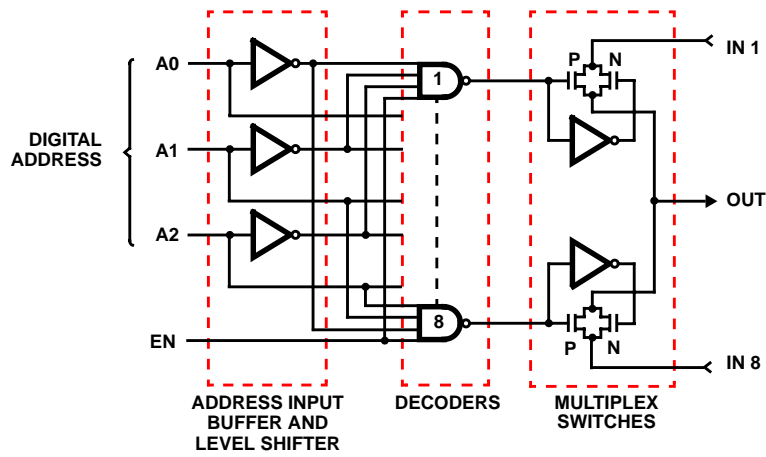 A0
P
N
IN 1
1
DIGITAL
ADDRESS
A1
OUT
A2
8
EN
P
N
IN 8
ADDRESS INPUT
BUFFER AND
LEVEL SHIFTER
DECODERS
MULTIPLEX
SWITCHES